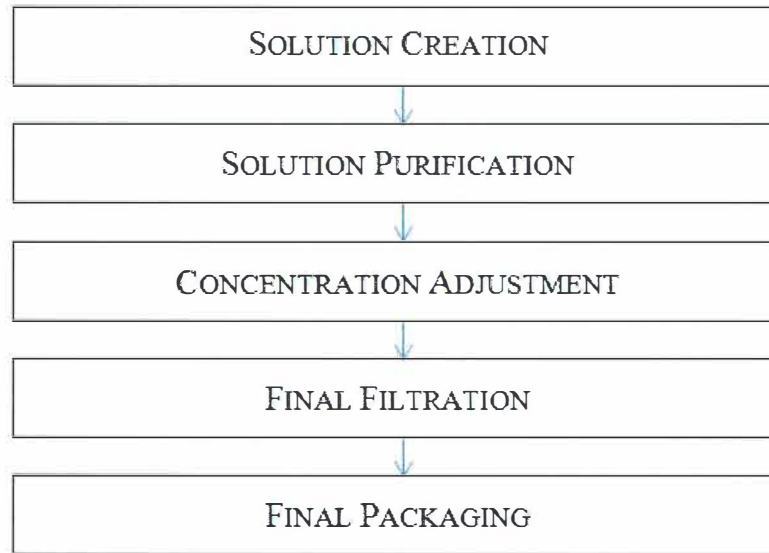 SOLUTION CREATION
SOLUTION PURIFICATION
CONCENTRATION ADJUSTMENT
FINAL FILTRATION
FINAL PACKAGING